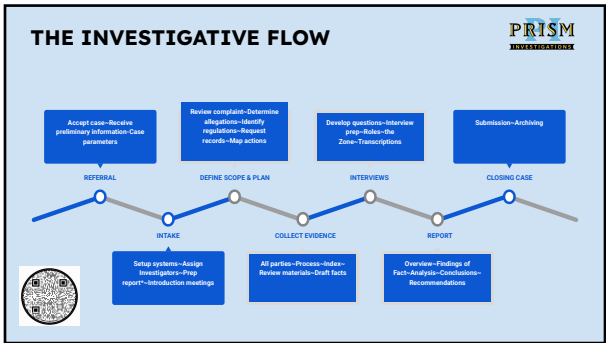 THE INVESTIGATIVE FLOW
PRISM
INVESTIGATIONS
Accept case~Receive
preliminary information-Case
parameters
Review complaint~Determine
allegations~Identify
regulations~Request
records~Map actions
Develop questions~Interview
prep~Roles~the
Zone~Transcriptions
Submission~Archiving
REFERRAL
DEFINE SCOPE & PLAN
INTERVIEWS
CLOSING CASE
INTAKE
COLLECT EVIDENCE
REPORT
Setup systems~Assign
Investigators~Prep
report*~Introduction meetings
All parties~Process~Index~
Review materials~Draft facts
Overview~Findings of
Fact~Analysis~Conclusions~
Recommendations